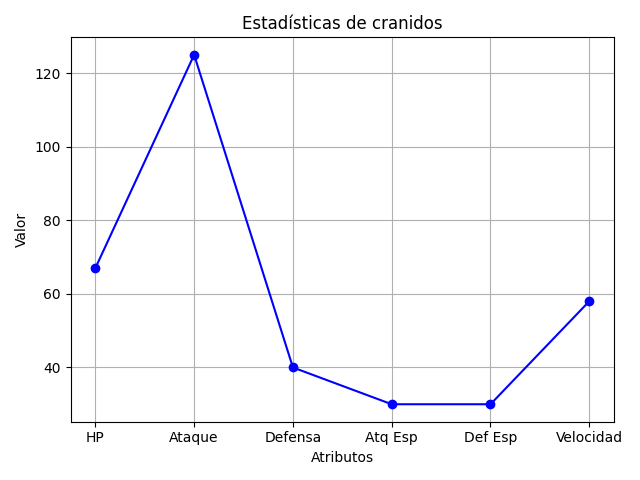 Estadísticas de cranidos
Valor
120
100
80
60
40
HP
Ataque
Defensa
Atq Esp
Def Esp
Velocidad
Atributos